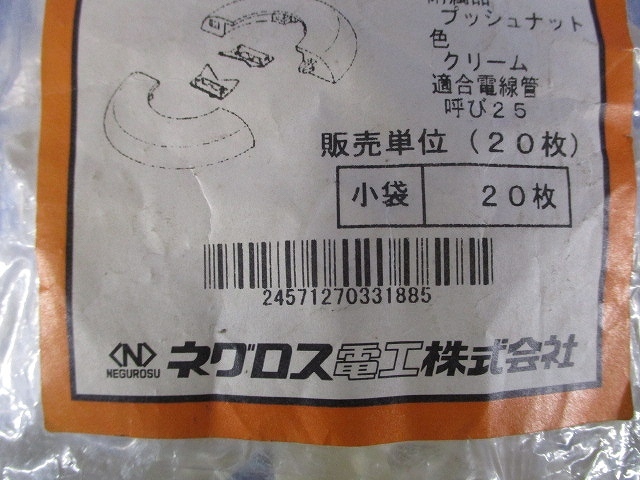 プッシュナット
色
クリーム
適合電線管
呼び25
販売単位(20枚)
小袋 20枚
24571270331885
N
NEGUROSU
ネグロス電工株式会社